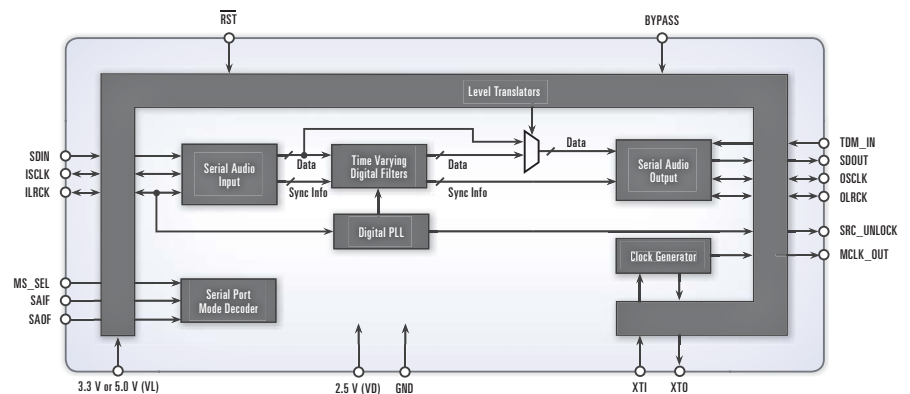 RST
BYPASS
Level Translators
SDIN
ISCLK
ILRCK
Serial Audio
Input
Data
Sync Info
Time Varying
Digital Filters
Data
Sync Info
Data
Serial Audio
Output
TDM_IN
SDOUT
OSCLK
OLRCK
Digital PLL
SRC_UNLOCK
Clock Generator
MCLK_OUT
MS_SEL
SAIF
SAOF
Serial Port
Mode Decoder
3.3 V or 5.0 V (VL)
2.5 V (VD)
GND
XTI
XTO